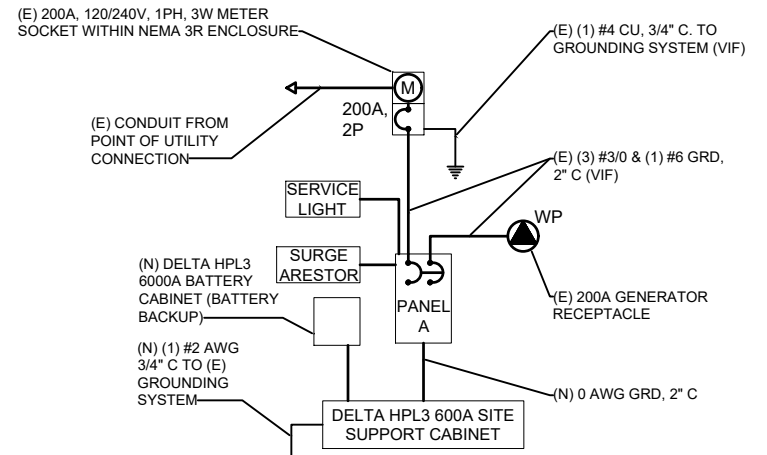 (E) 200A, 120/240V, 1PH, 3W METER
SOCKET WITHIN NEMA 3R ENCLOSURE
(E) (1) #4 CU, 3/4" C. TO
GROUNDING SYSTEM (VIF)
M
200A,
2P
(E) CONDUIT FROM
POINT OF UTILITY
CONNECTION
(E) (3) #3/0 & (1) #6 GRD,
2" C (VIF)
SERVICE
LIGHT
WP
SURGE
ARESTOR
(N) DELTA HPL3
6000A BATTERY
CABINET (BATTERY
BACKUP)
PANEL
A
(E) 200A GENERATOR
RECEPTACLE
(N) (1) #2 AWG
3/4" C TO (E)
GROUNDING
SYSTEM
(N) 0 AWG GRD, 2" C
DELTA HPL3 600A SITE
SUPPORT CABINET